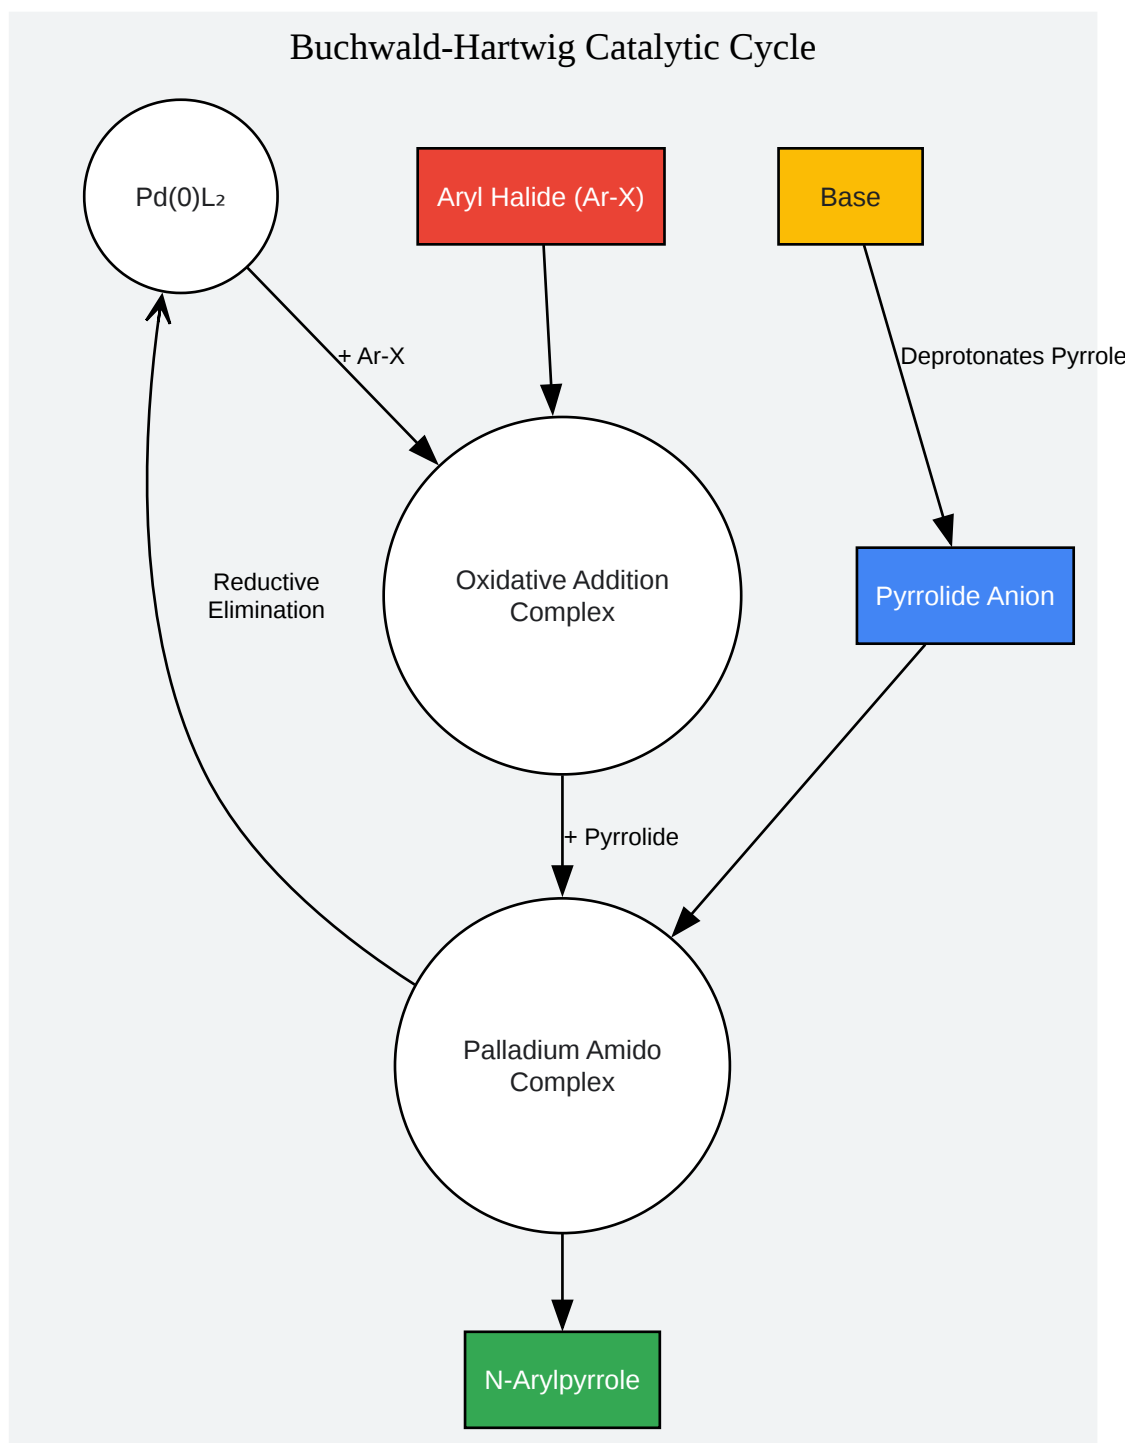 Buchwald-Hartwig Catalytic Cycle
Pd(0)L₂
Aryl Halide (Ar-X)
Base
+ Ar-X
Deprotonates Pyrrole
Reductive
Elimination
Oxidative Addition
Complex
Pyrrolide Anion
+ Pyrrolide
Palladium Amido
Complex
N-Arylpyrrole